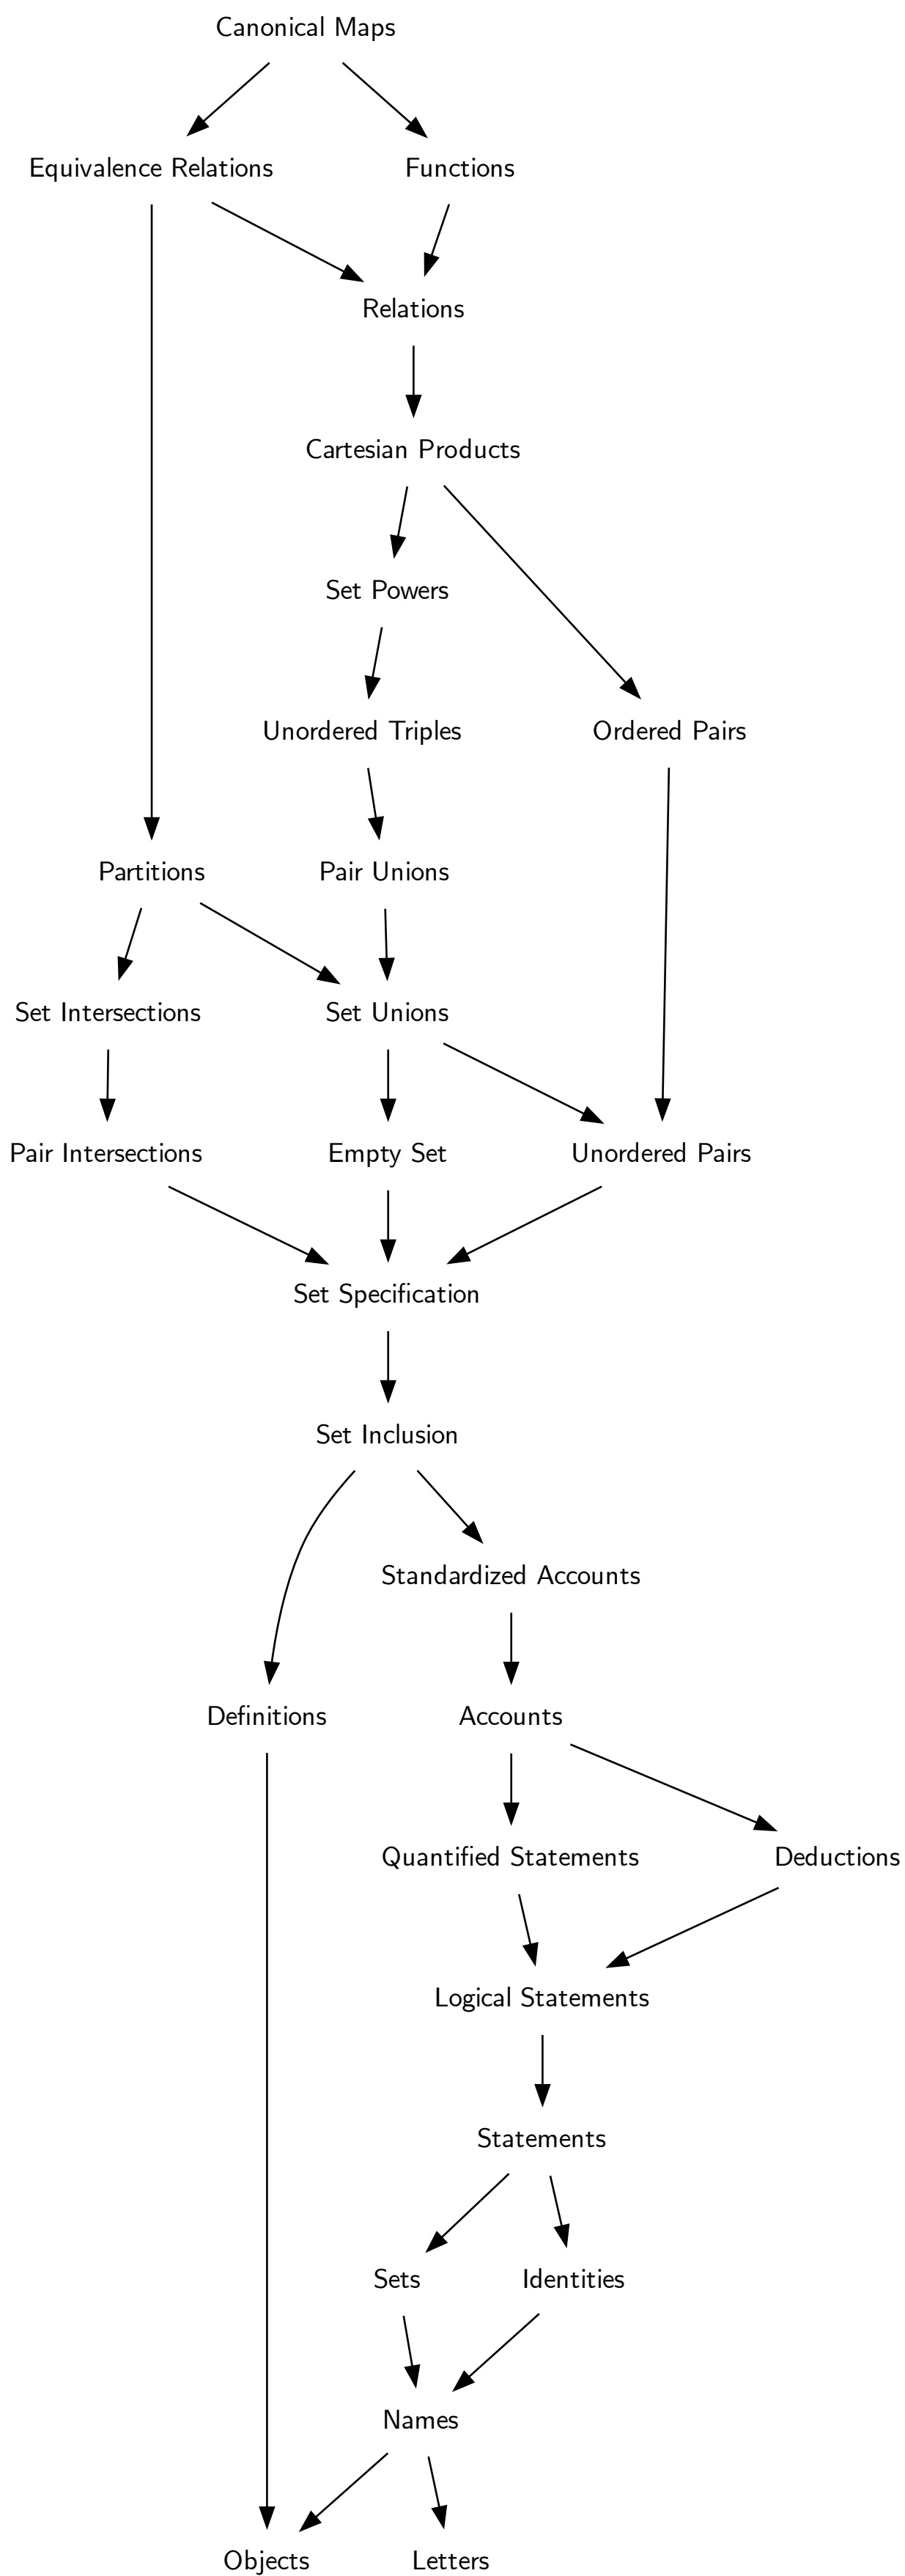 Canonical Maps
Equivalence Relations
Functions
Relations
Cartesian Products
Set Powers
Unordered Triples
Ordered Pairs
Partitions
Pair Unions
Set Intersections
Set Unions
Pair Intersections
Empty Set
Unordered Pairs
Set Specification
Set Inclusion
Standardized Accounts
Definitions
Accounts
Quantified Statements
Deductions
Logical Statements
Statements
Sets
Identities
Names
Objects
Letters